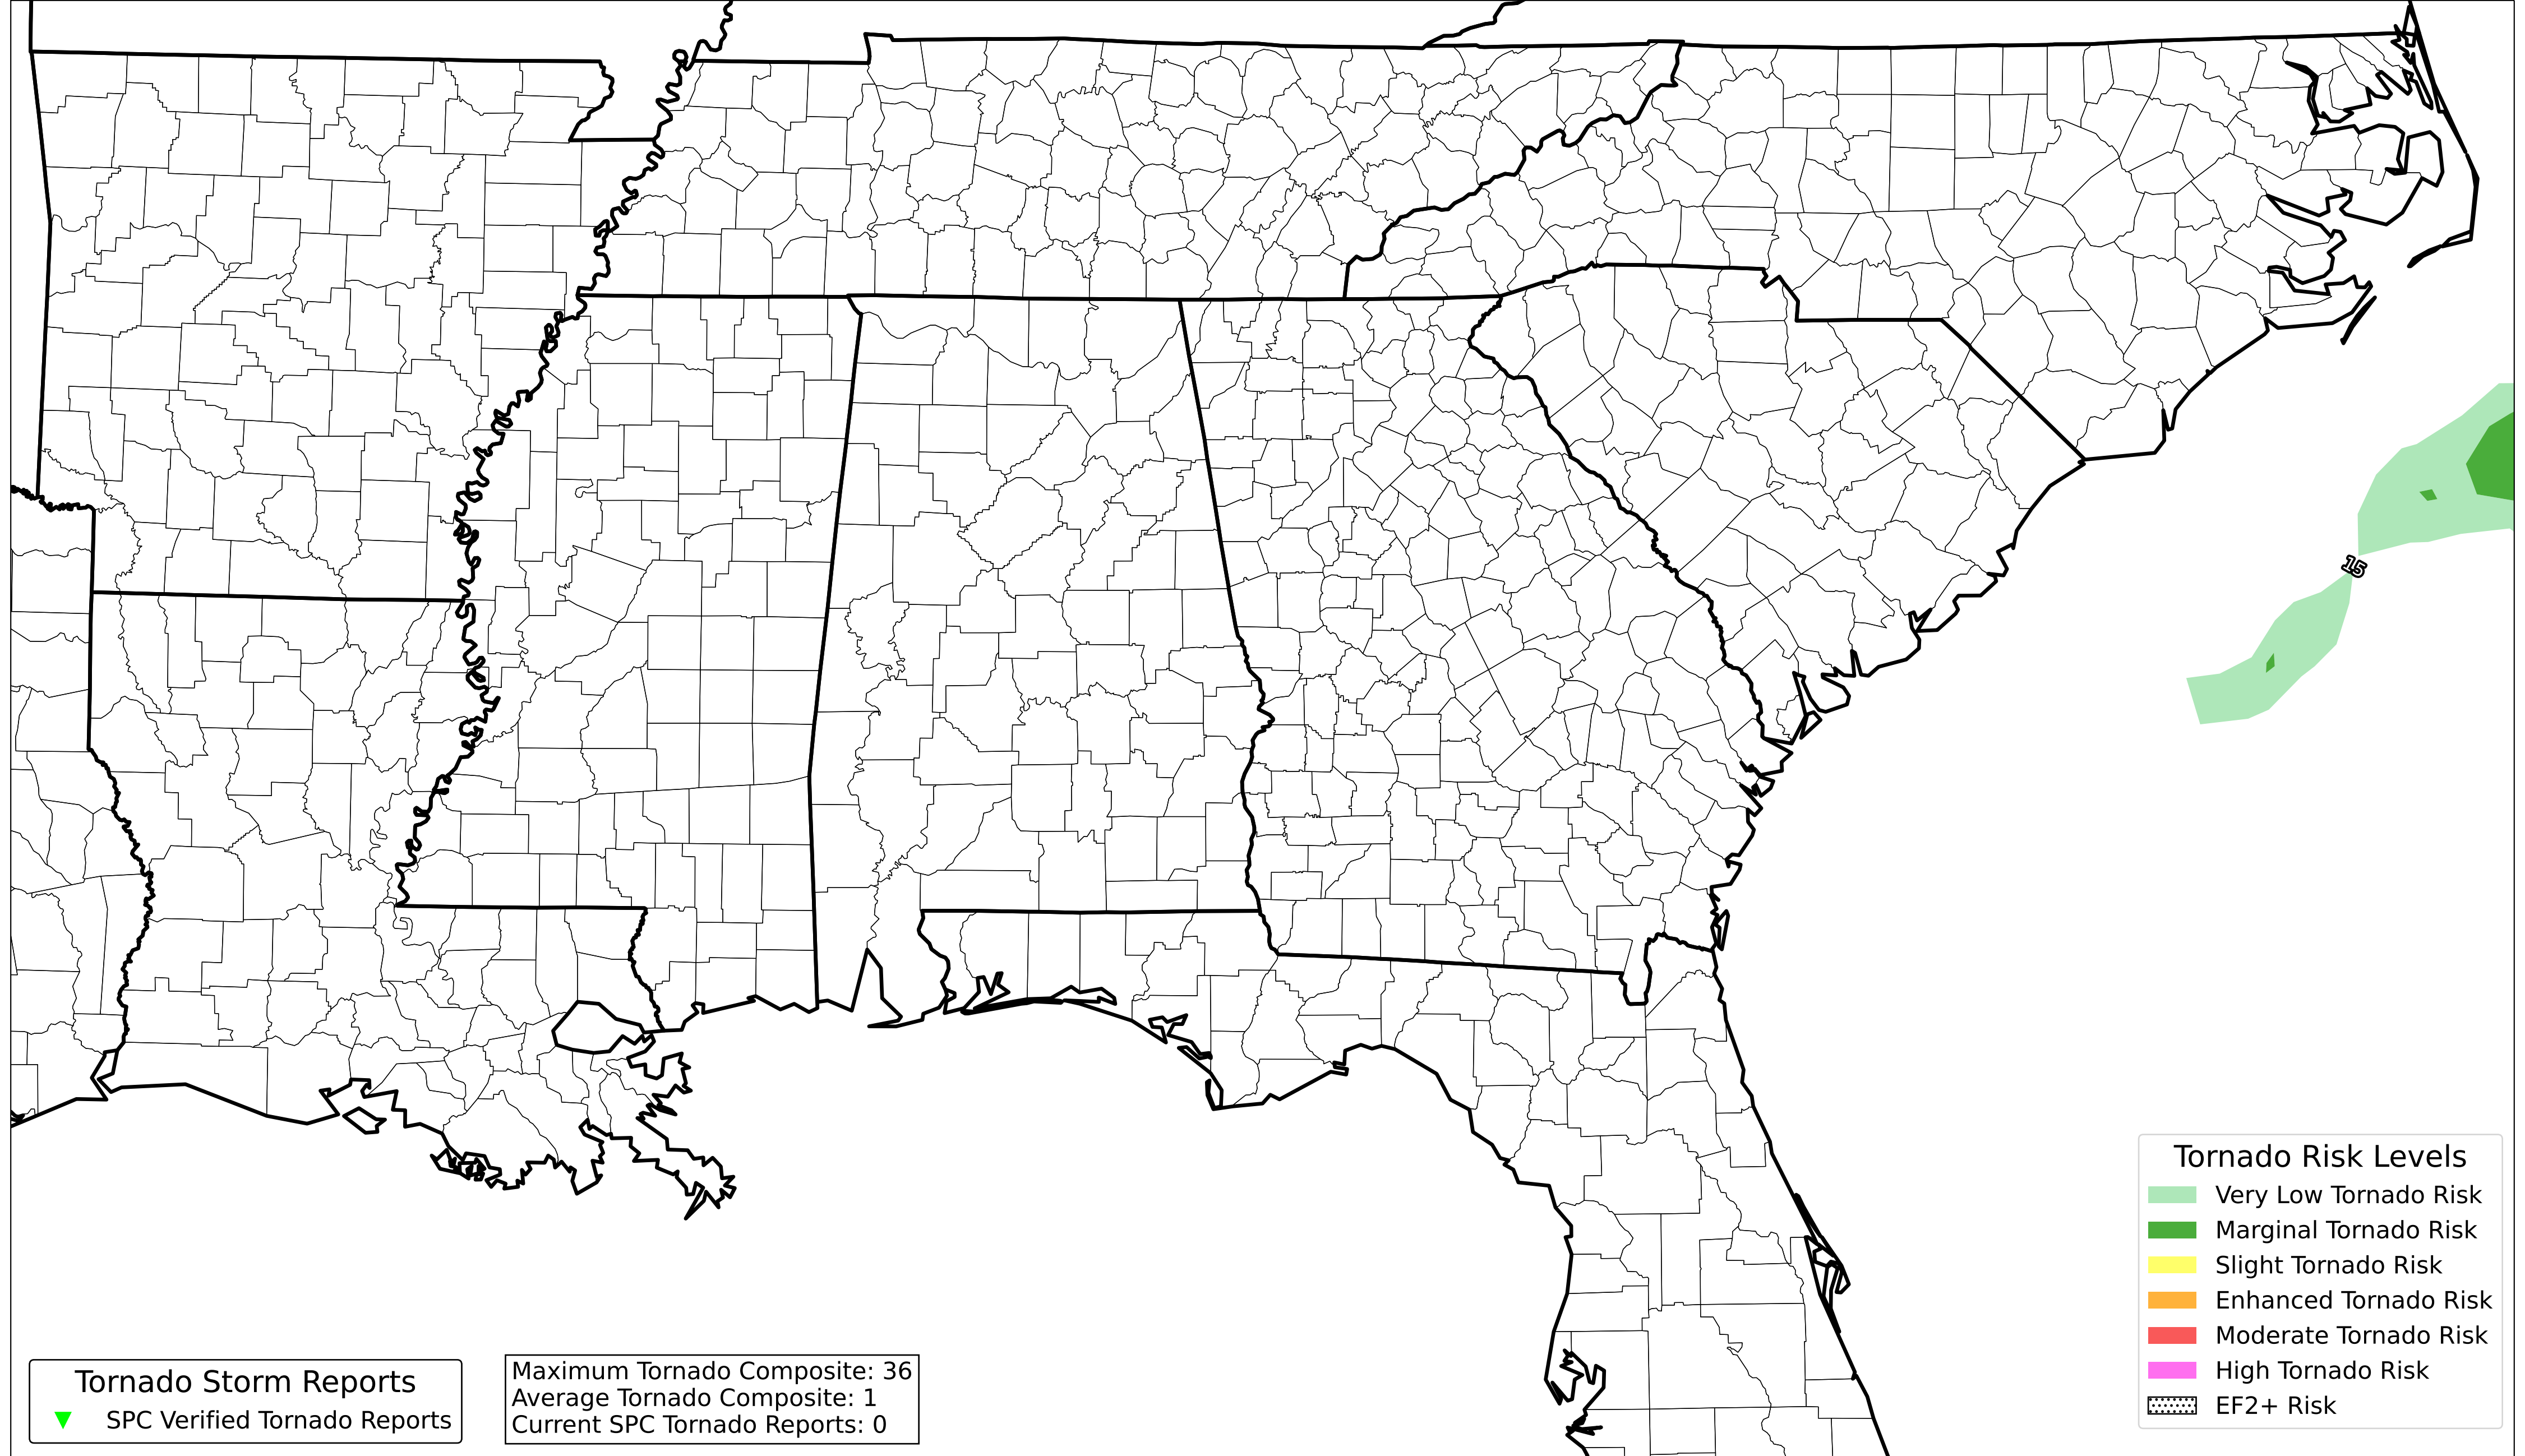 15
Tornado Risk Levels
Very Low Tornado Risk
Marginal Tornado Risk
Slight Tornado Risk
Enhanced Tornado Risk
Moderate Tornado Risk
High Tornado Risk
EF2+ Risk
Tornado Storm Reports
SPC Verified Tornado Reports
Maximum Tornado Composite: 36
Average Tornado Composite: 1
Current SPC Tornado Reports: 0